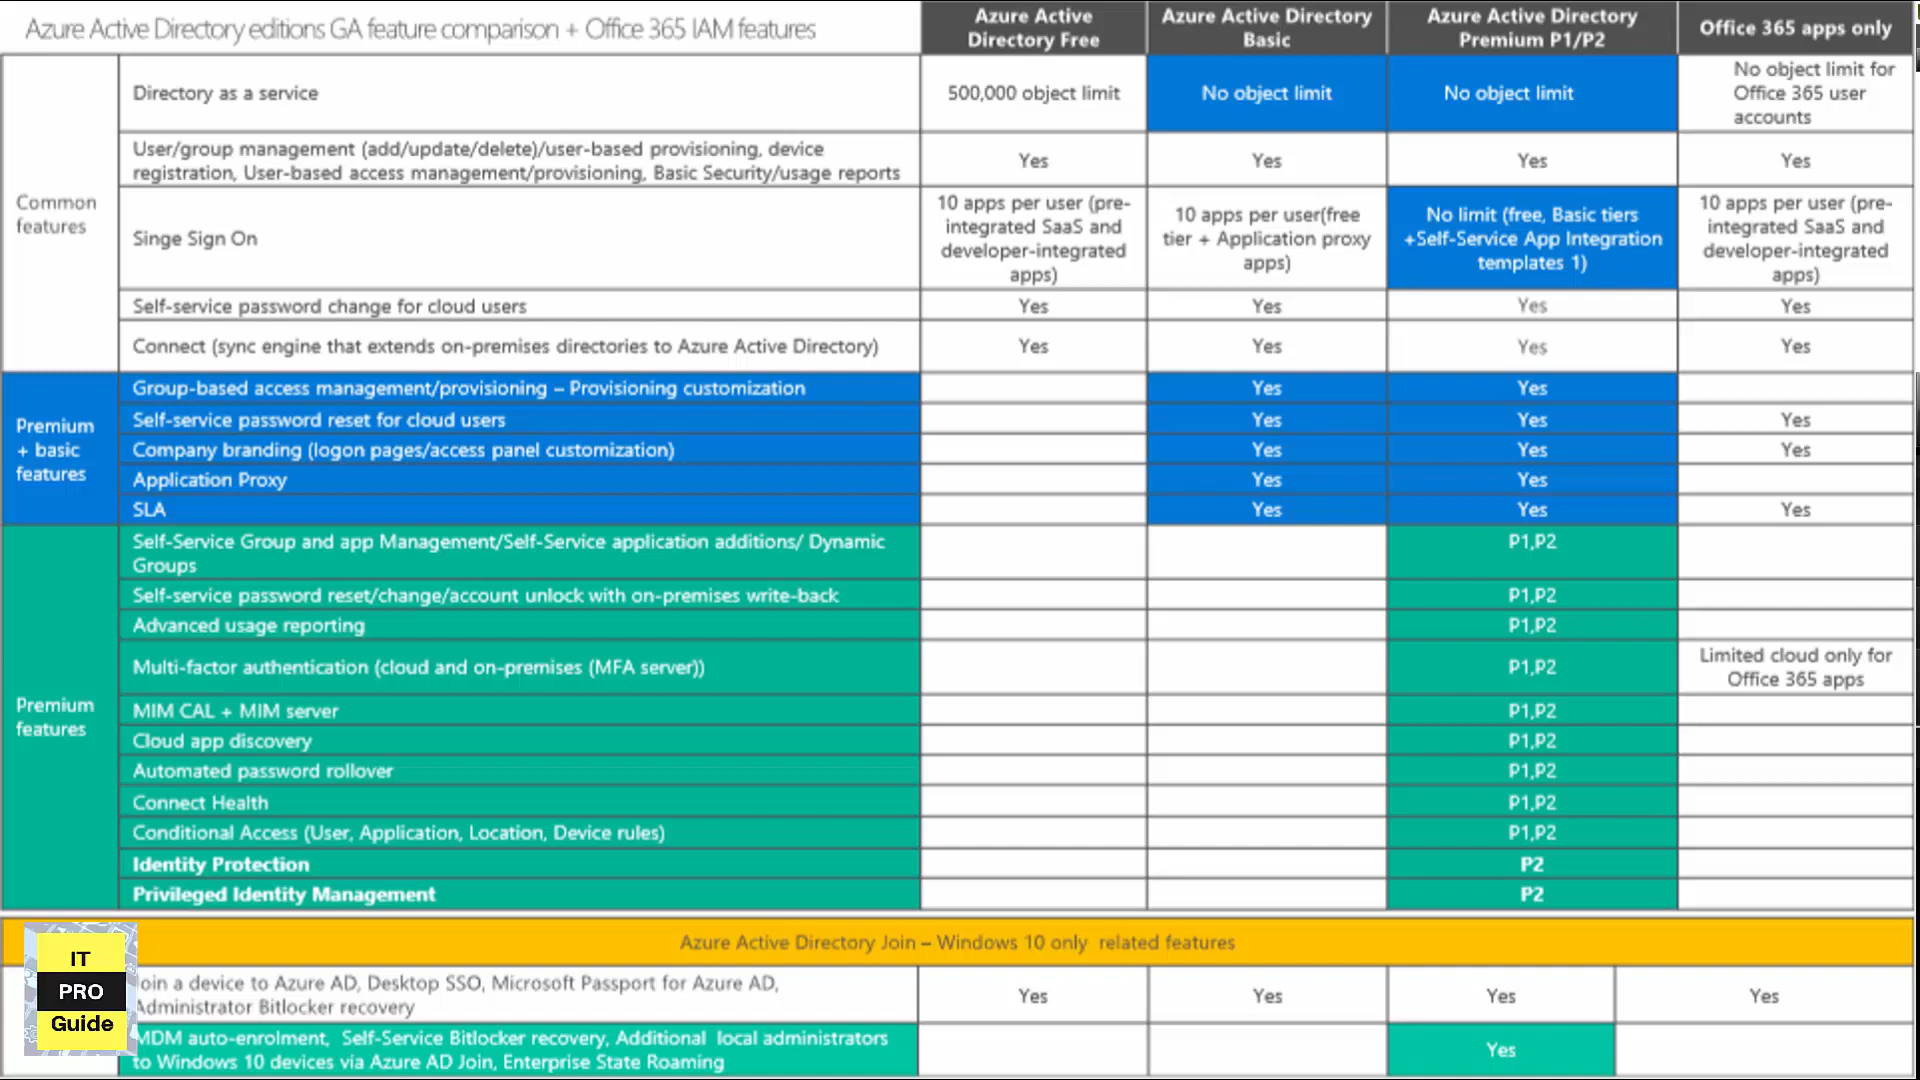 Azure Active Directory editions GA feature comparison + Office 365 IAM features
Azure Active
Directory Free
Azure Active Directory
Basic
Azure Active Directory
Premium P1/P2
Office 365 apps only
Common
features
Directory as a service
500,000 object limit
No object limit
No object limit
No object limit for
Office 365 user
accounts
User/group management (add/update/delete)/user-based provisioning, device
registration, User-based access management/provisioning, Basic Security/usage reports
Yes
Yes
Yes
Yes
Singe Sign On
10 apps per user (pre-
integrated SaaS and
developer-integrated
apps)
10 apps per user(free
tier + Application proxy
apps)
No limit (free, Basic tiers
+Self-Service App Integration
templates 1)
10 apps per user (pre-
integrated SaaS and
developer-integrated
apps)
Self-service password change for cloud users
Yes
Yes
Yes
Yes
Connect (sync engine that extends on-premises directories to Azure Active Directory)
Yes
Yes
Yes
Yes
Premium
+ basic
features
Group-based access management/provisioning – Provisioning customization
Yes
Yes
Self-service password reset for cloud users
Yes
Yes
Yes
Company branding (logon pages/access panel customization)
Yes
Yes
Yes
Application Proxy
Yes
Yes
SLA
Yes
Yes
Yes
Premium
features
Self-Service Group and app Management/Self-Service application additions/ Dynamic
Groups
P1,P2
Self-service password reset/change/account unlock with on-premises write-back
P1,P2
Advanced usage reporting
P1,P2
Multi-factor authentication (cloud and on-premises (MFA server))
P1,P2
Limited cloud only for
Office 365 apps
MIM CAL + MIM server
P1,P2
Cloud app discovery
P1,P2
Automated password rollover
P1,P2
Connect Health
P1,P2
Conditional Access (User, Application, Location, Device rules)
P1,P2
Identity Protection
P2
Privileged Identity Management
P2
Azure Active Directory Join – Windows 10 only related features
oin a device to Azure AD, Desktop SSO, Microsoft Passport for Azure AD,
Administrator Bitlocker recovery
Yes
Yes
Yes
Yes
MDM auto-enrolment, Self-Service Bitlocker recovery, Additional local administrators
to Windows 10 devices via Azure AD Join, Enterprise State Roaming
Yes
IT
PRO
Guide